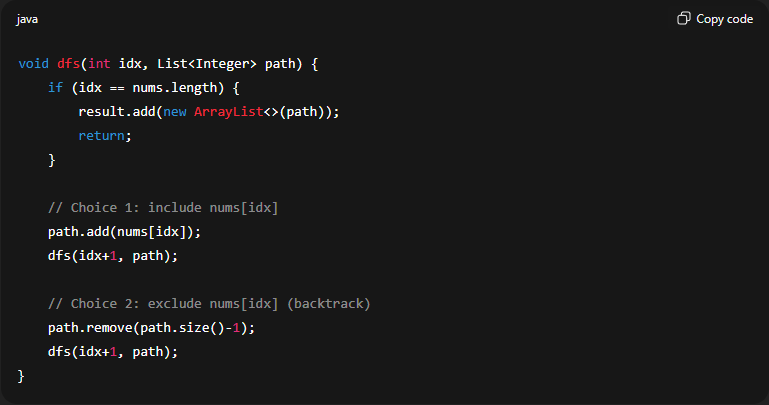 java
Copy code
void dfs(int idx, List<Integer> path) {
    if (idx == nums.length) {
        result.add(new ArrayList<>(path));
        return;
    }

    // Choice 1: include nums[idx]
    path.add(nums[idx]);
    dfs(idx+1, path);

    // Choice 2: exclude nums[idx] (backtrack)
    path.remove(path.size()-1);
    dfs(idx+1, path);
}